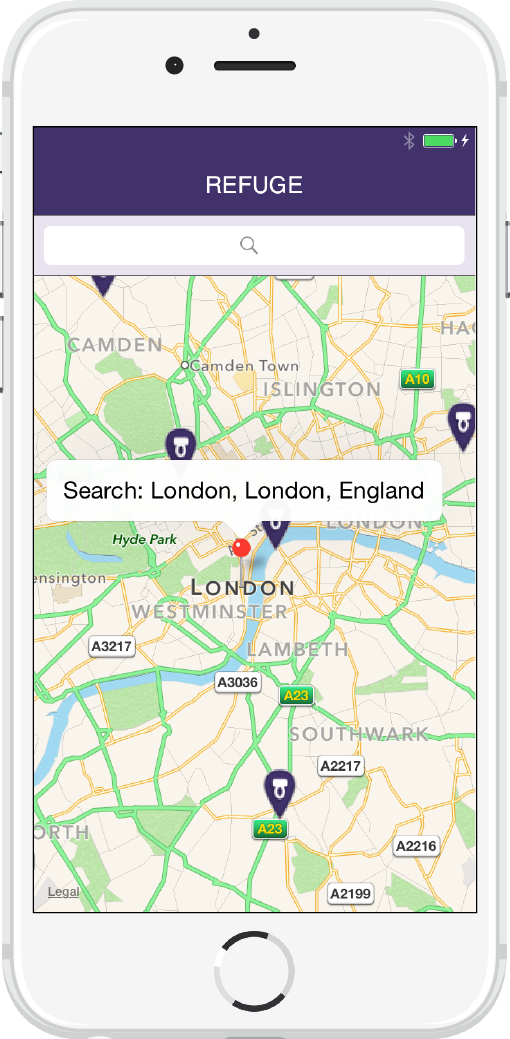 REFUGE
CAMDEN
HAC
Camden Town
A10
ISLINGTON
Search: London, London, England
LONDON
Hyde Park
ensington
LONDON
WESTMINSTER
A3217
LAMBETH
A3036
A23
SOUTHWARK
A2217
A23
ORTH
A2216
Legal
A2199